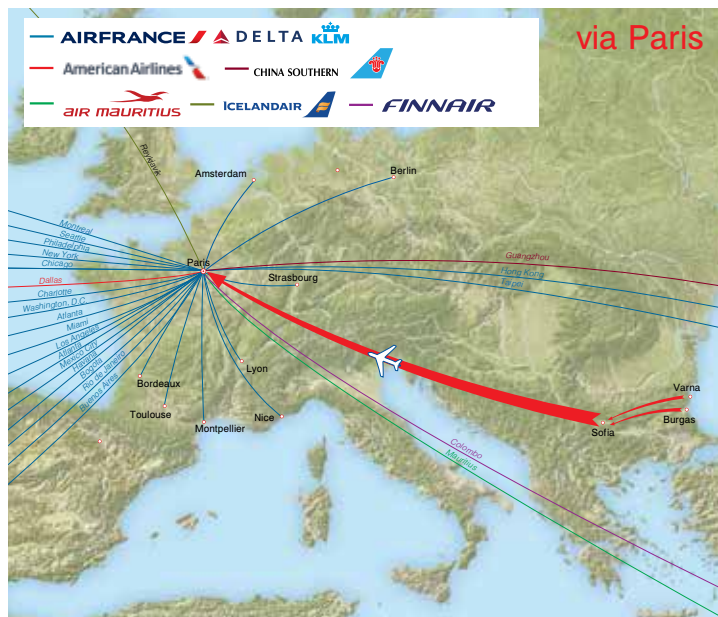 AIRFRANCE DELTA KLM
via Paris
American Airlines CHINA SOUTHERN
AIR MAURITIUS ICELANDAIR FINNAIR
Reykjavik
Amsterdam
Berlin
Montreal
Seattle
Philadelphia
New York
Chicago
Paris
Guangzhou
Hong Kong
Taipei
Strasbourg
Dallas
Charlotte
Washington, D.C.
Atlanta
Miami
Los Angeles
Atlanta
Mexico City
Havana
Bogota
Rio de Janeiro
Buenos Aires
Lyon
Bordeaux
Toulouse
Montpellier
Nice
Varna
Burgas
Sofia
Colombo
Mauritius